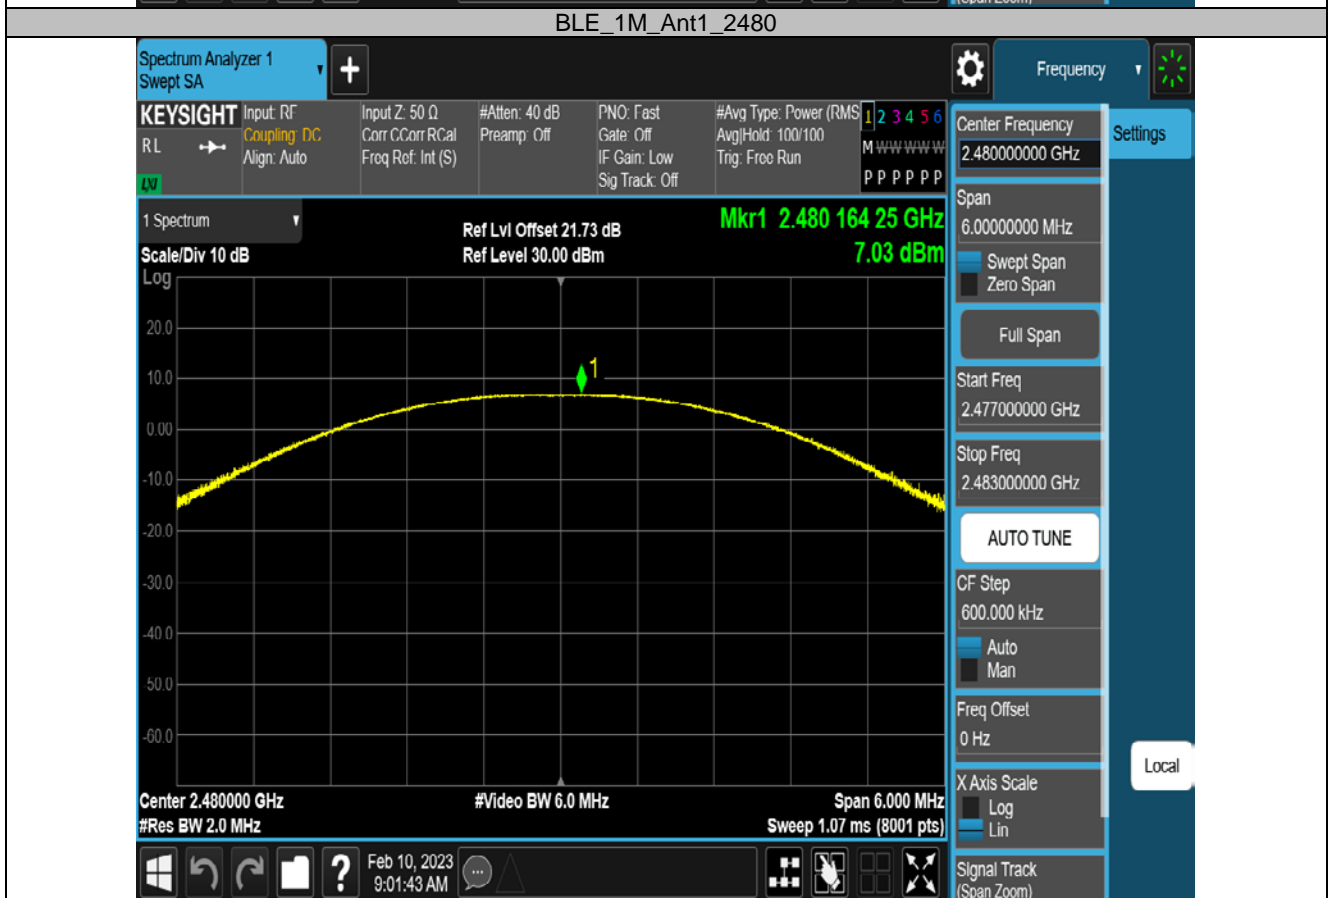 (Span Zoom)
BLE_1M_Ant1_2480
Spectrum Analyzer 1
Swept SA
Frequency
KEYSIGHT
RL
LXI
Input: RF
Coupling: DC
Align: Auto
Input Z: 50 Ω
Corr CCorr RCal
Freq Ref: Int (S)
#Atten: 40 dB
Preamp: Off
PNO: Fast
Gate: Off
IF Gain: Low
Sig Track: Off
#Avg Type: Power (RMS
Avg|Hold: 100/100
Trig: Free Run
1 2 3 4 5 6
M W W W W W
P P P P P P
Center Frequency
2.480000000 GHz
Settings
1 Spectrum
Scale/Div 10 dB
Ref Lvl Offset 21.73 dB
Ref Level 30.00 dBm
Mkr1 2.480 164 25 GHz
7.03 dBm
Span
6.00000000 MHz
Swept Span
Zero Span
Full Span
Start Freq
2.477000000 GHz
Stop Freq
2.483000000 GHz
AUTO TUNE
CF Step
600.000 kHz
Auto
Man
Freq Offset
0 Hz
X Axis Scale
Log
Lin
Local
Signal Track
(Span Zoom)
Log
20.0
10.0
0.00
-10.0
-20.0
-30.0
-40.0
-50.0
-60.0
1
Center 2.480000 GHz
#Res BW 2.0 MHz
#Video BW 6.0 MHz
Span 6.000 MHz
Sweep 1.07 ms (8001 pts)
?
Feb 10, 2023
9:01:43 AM